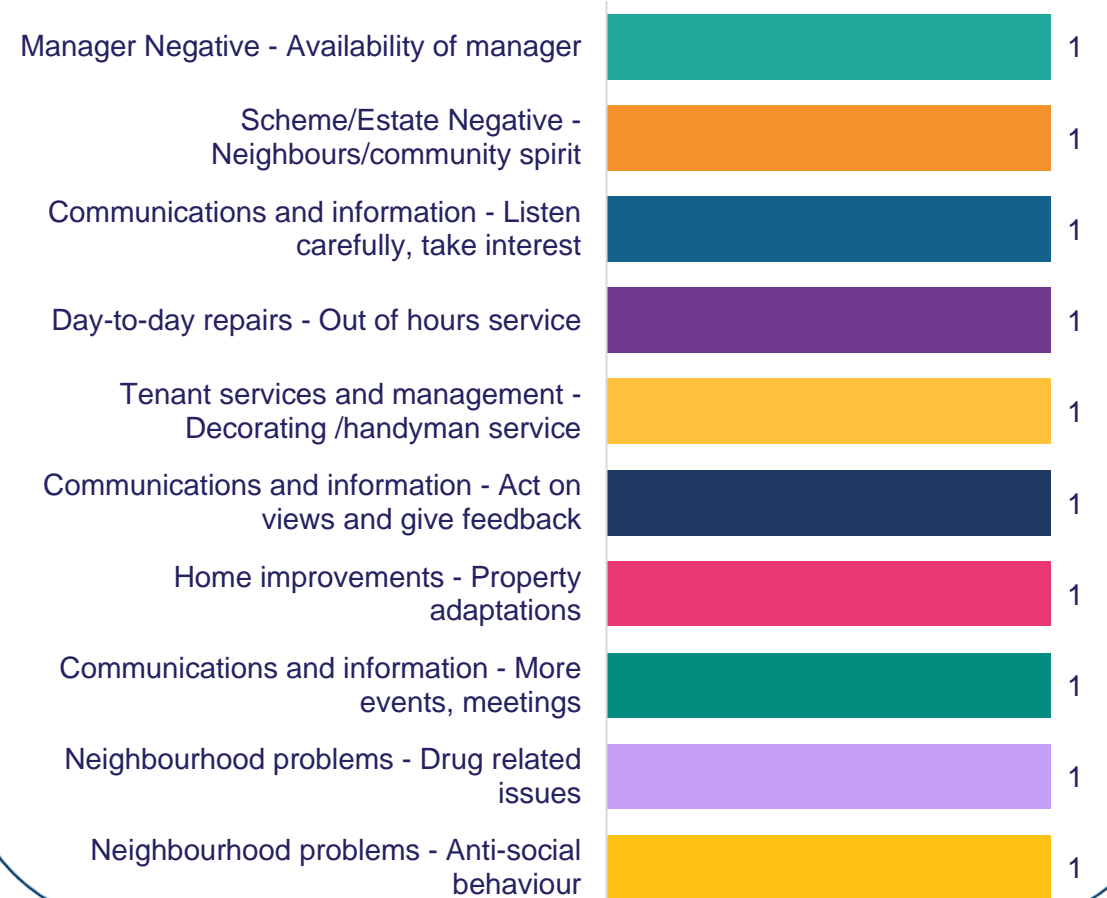 Manager Negative - Availability of manager 1
Scheme/Estate Negative -
Neighbours/community spirit 1
Communications and information - Listen
carefully, take interest 1
Day-to-day repairs - Out of hours service 1
Tenant services and management -
Decorating /handyman service 1
Communications and information - Act on
views and give feedback 1
Home improvements - Property
adaptations 1
Communications and information - More
events, meetings 1
Neighbourhood problems - Drug related
issues 1
Neighbourhood problems - Anti-social
behaviour 1